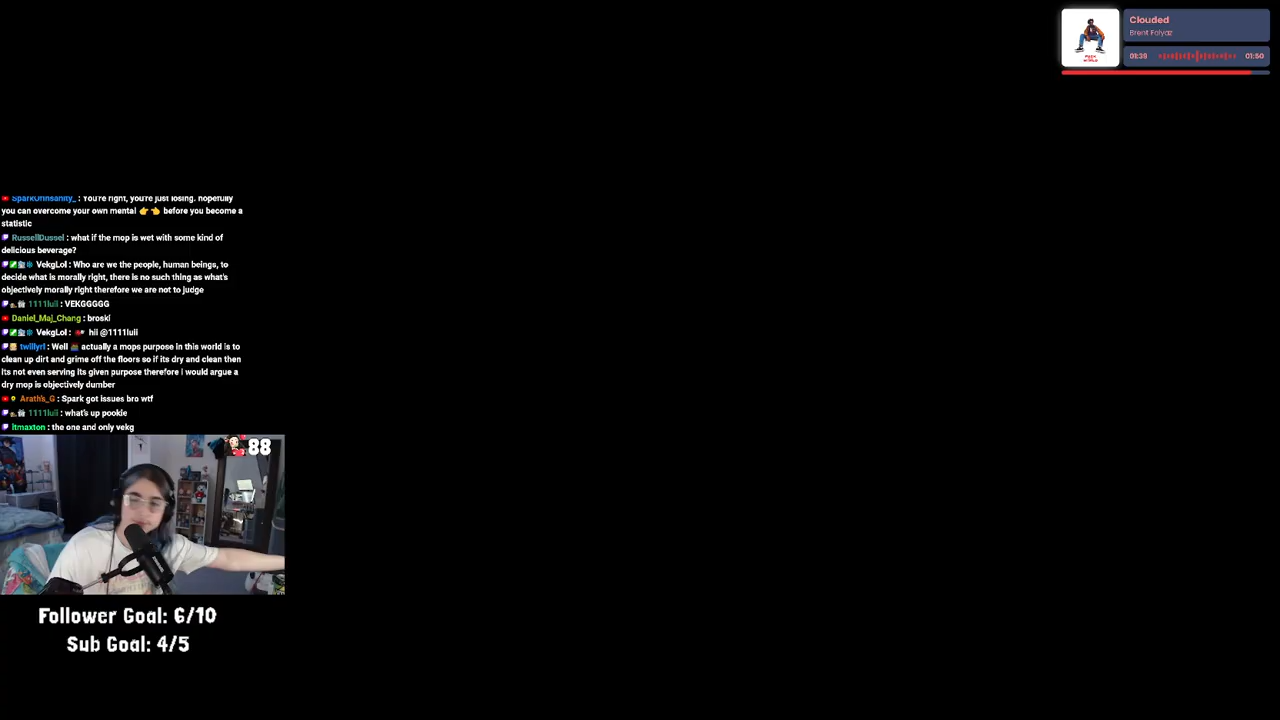 Clouded
Brent Faiyaz
01:39
01:50
SparkOfInsanity_ : You're right, you're just losing. hopefully
you can overcome your own mental 👉 👈 before you become a
statistic
RussellDussel : what if the mop is wet with some kind of
delicious beverage?
VekgLol : Who are we the people, human beings, to
decide what is morally right, there is no such thing as what's
objectively morally right therefore we are not to judge
1111luii : VEKGGGGG
Daniel_Maj_Chang : broski
VekgLol : hii @1111luii
twillyrl : Well actually a mops purpose in this world is to
clean up dirt and grime off the floors so if its dry and clean then
its not even serving its given purpose therefore i would argue a
dry mop is objectively dumber
Arath's_G : Spark got issues bro wtf
1111luii : what's up pookie
itmaxton : the one and only vekg
88
Follower Goal: 6/10
Sub Goal: 4/5